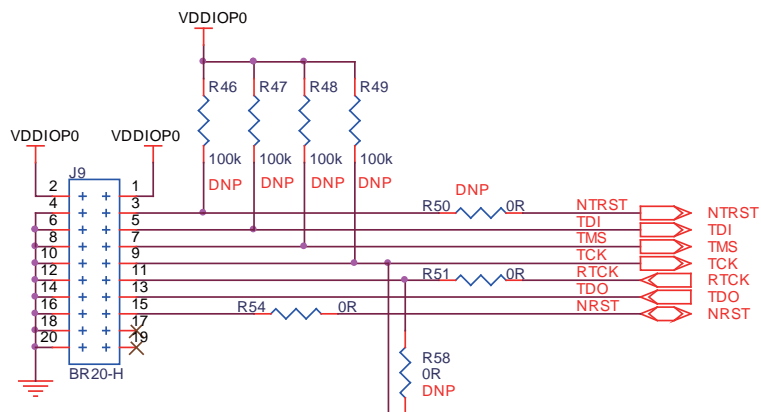 VDDIOP0
R46 R47 R48 R49
100k 100k 100k 100k
DNP DNP DNP DNP
VDDIOP0 VDDIOP0
J9
2 1
4 3
6 5
8 7
10 9
12 11
14 13
16 15
18 17
20 19
BR20-H
DNP
R50 0R NTRST NTRST
TDI TDI
TMS TMS
TCK TCK
R51 0R RTCK RTCK
TDO TDO
R54 0R NRST NRST
R58
0R
DNP